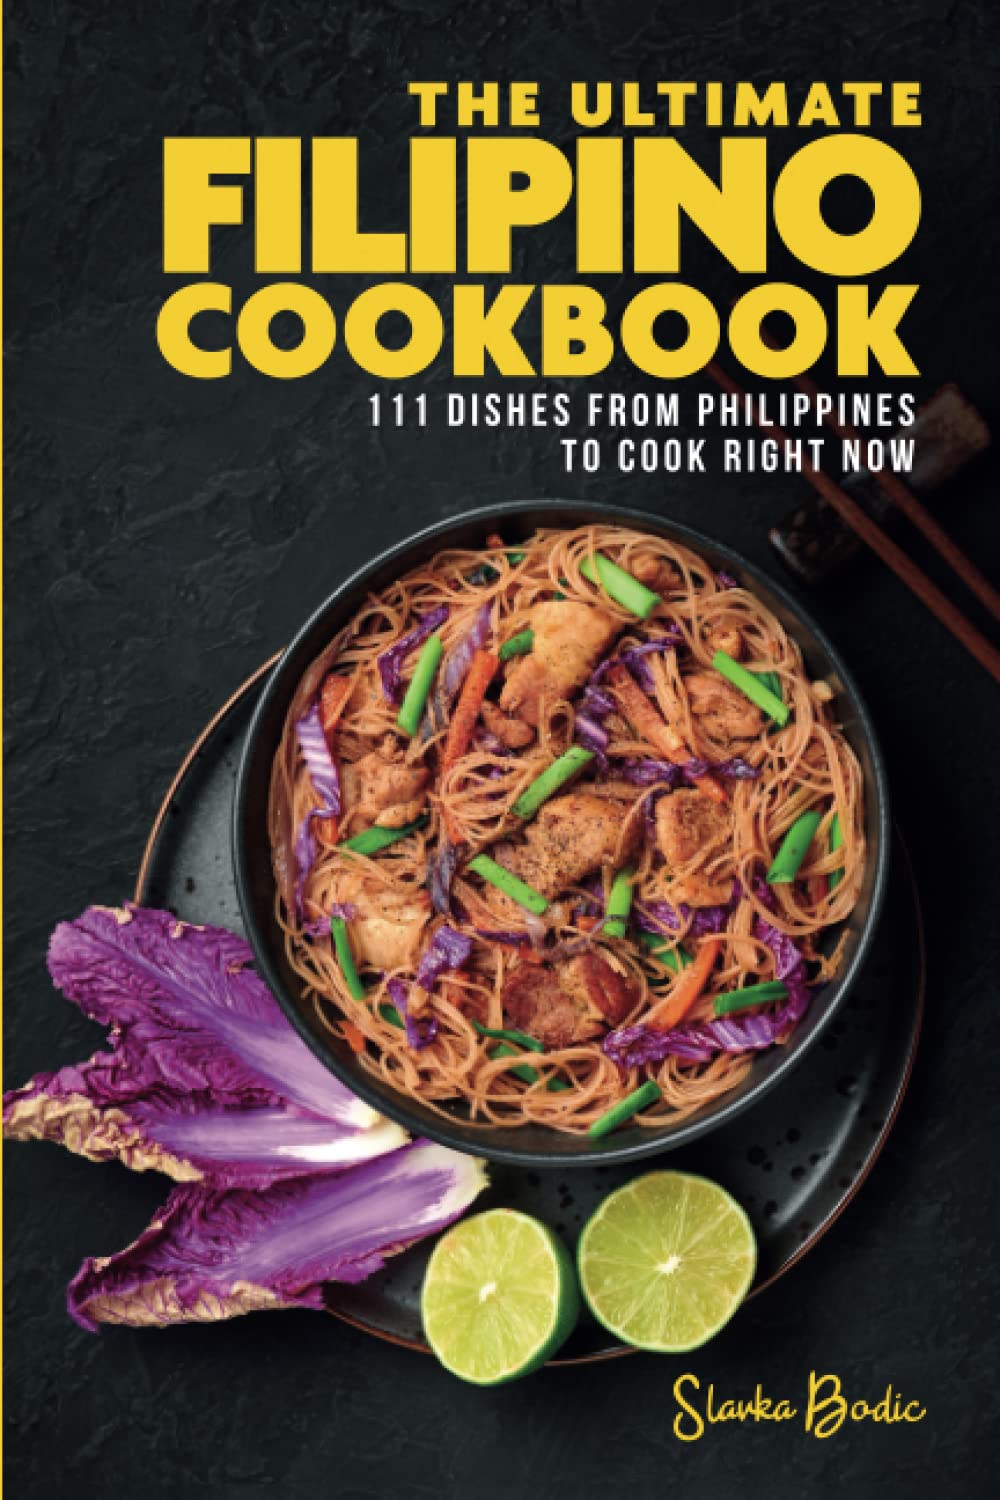 THE ULTIMATE
FILIPINO
COOKBOOK
111 DISHES FROM PHILIPPINES
TO COOK RIGHT NOW
Slavka Bodic